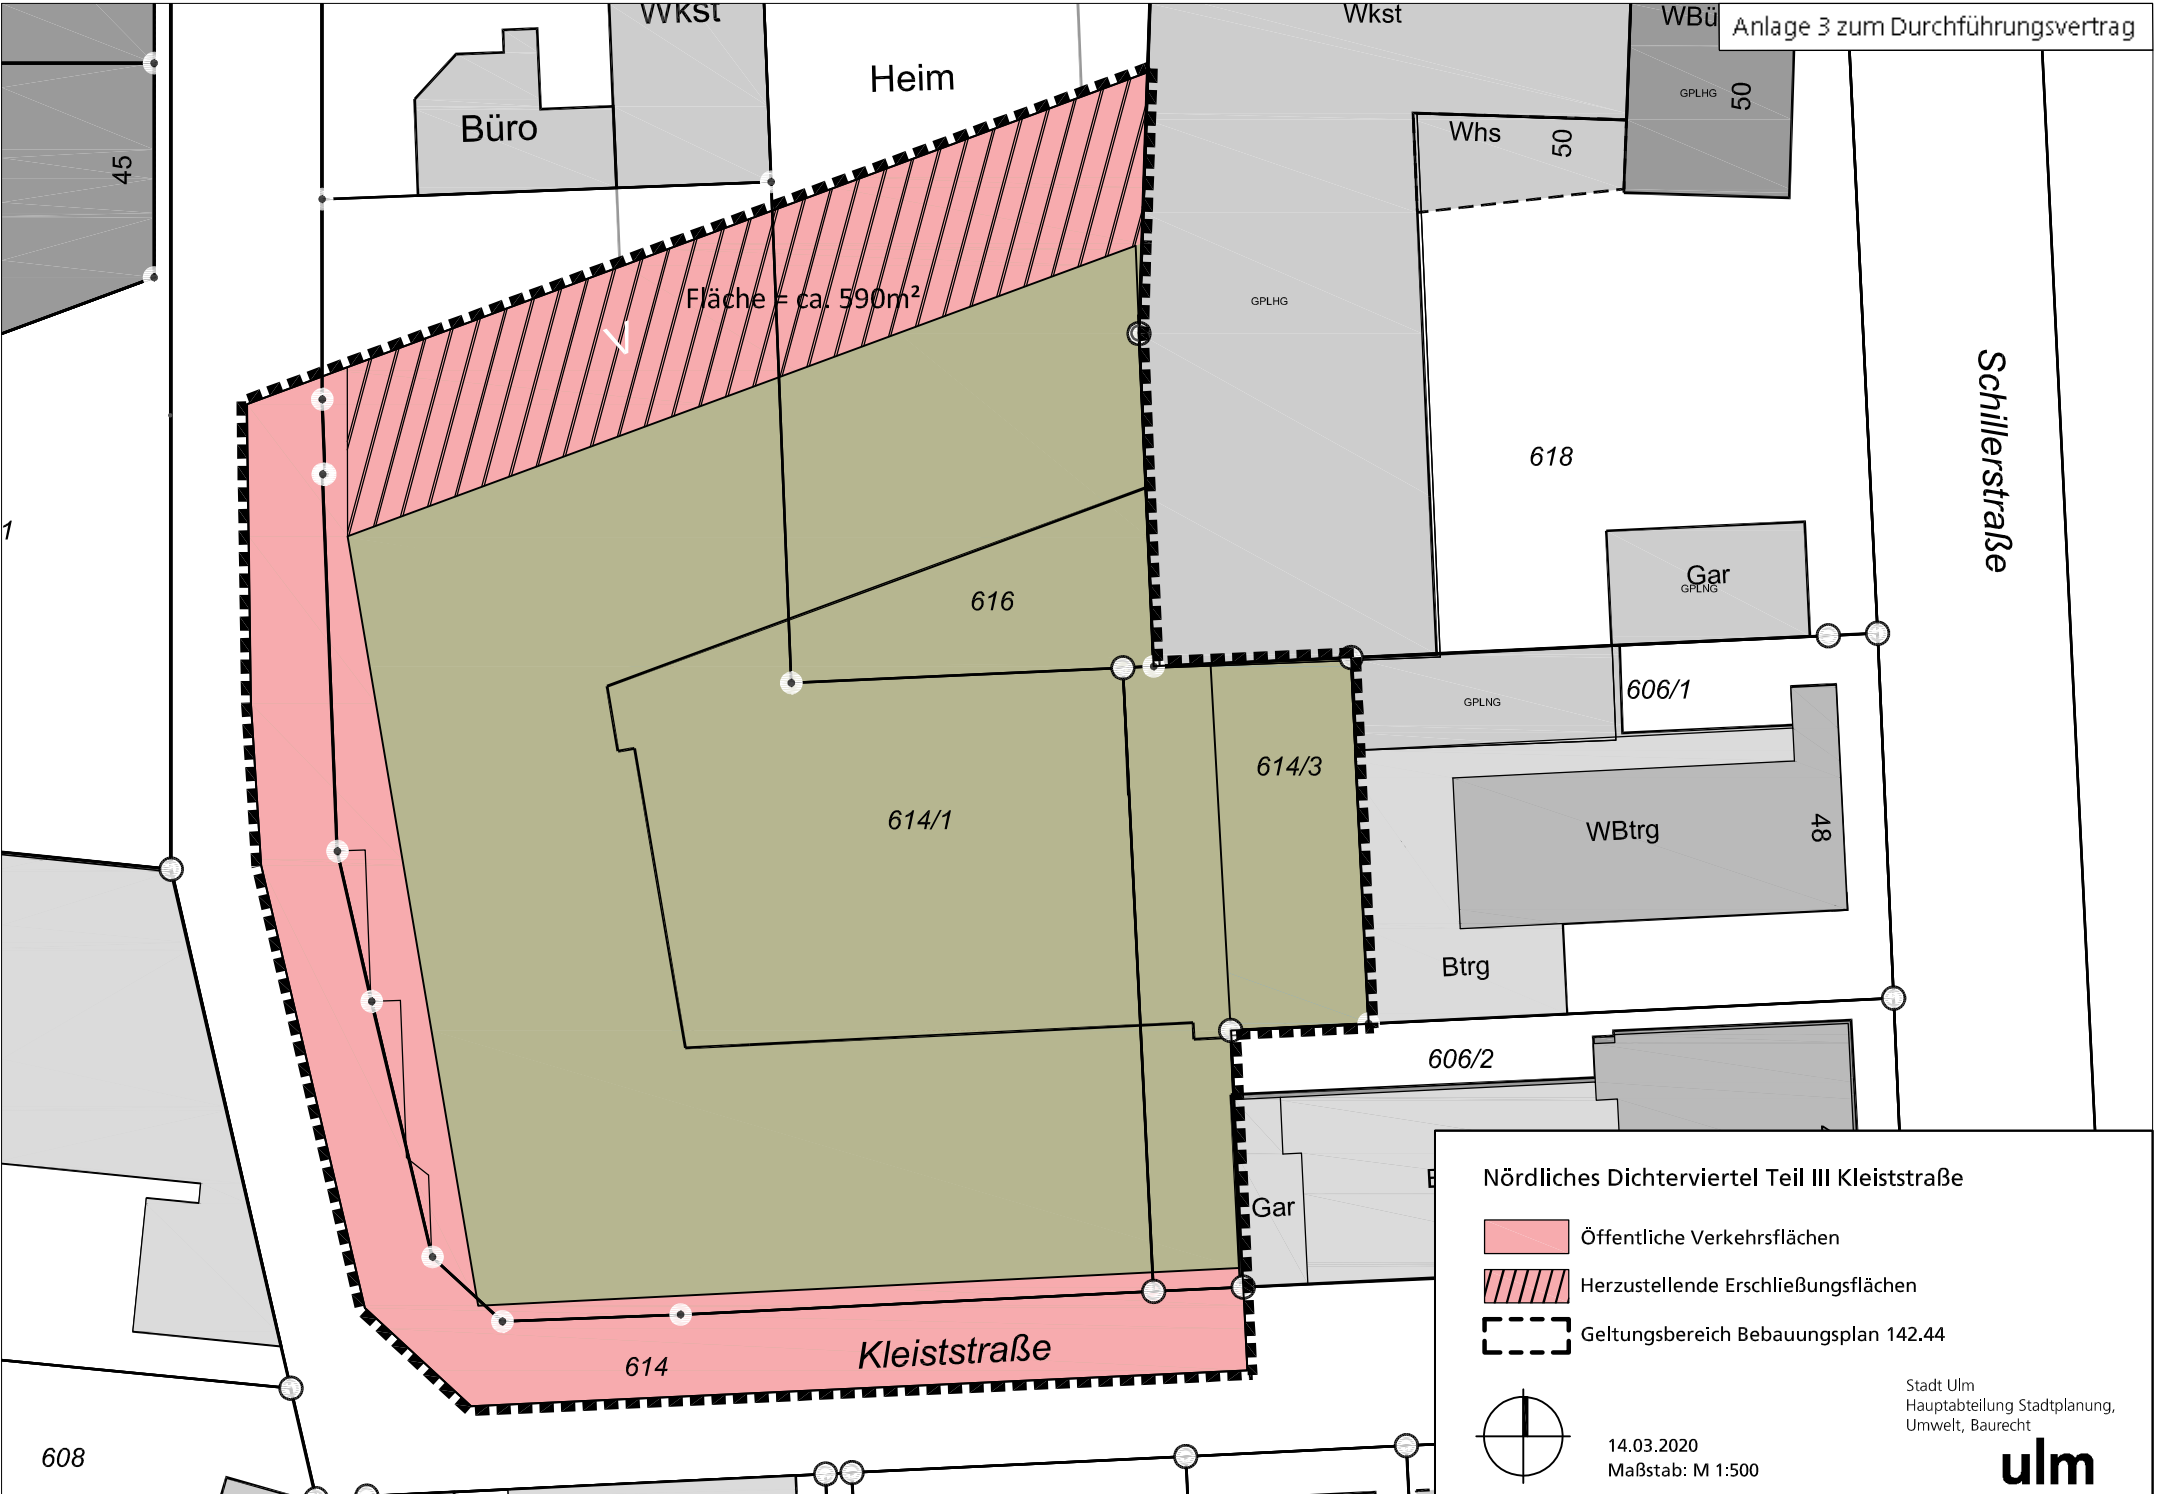 Wkst
Wkst
WBü
Anlage 3 zum Durchführungsvertrag
Heim
GPLHG
50
Büro
Whs
50
45
Fläche = ca. 590m²
GPLHG
V
618
Schillerstraße
1
Gar
GPLNG
616
606/1
GPLNG
614/3
614/1
WBtrg
48
Btrg
606/2
Gar
Kleiststraße
614
608
Nördliches Dichterviertel Teil III Kleiststraße
Öffentliche Verkehrsflächen
Herzustellende Erschließungsflächen
Geltungsbereich Bebauungsplan 142.44
Stadt Ulm
Hauptabteilung Stadtplanung,
Umwelt, Baurecht
14.03.2020
Maßstab: M 1:500
ulm